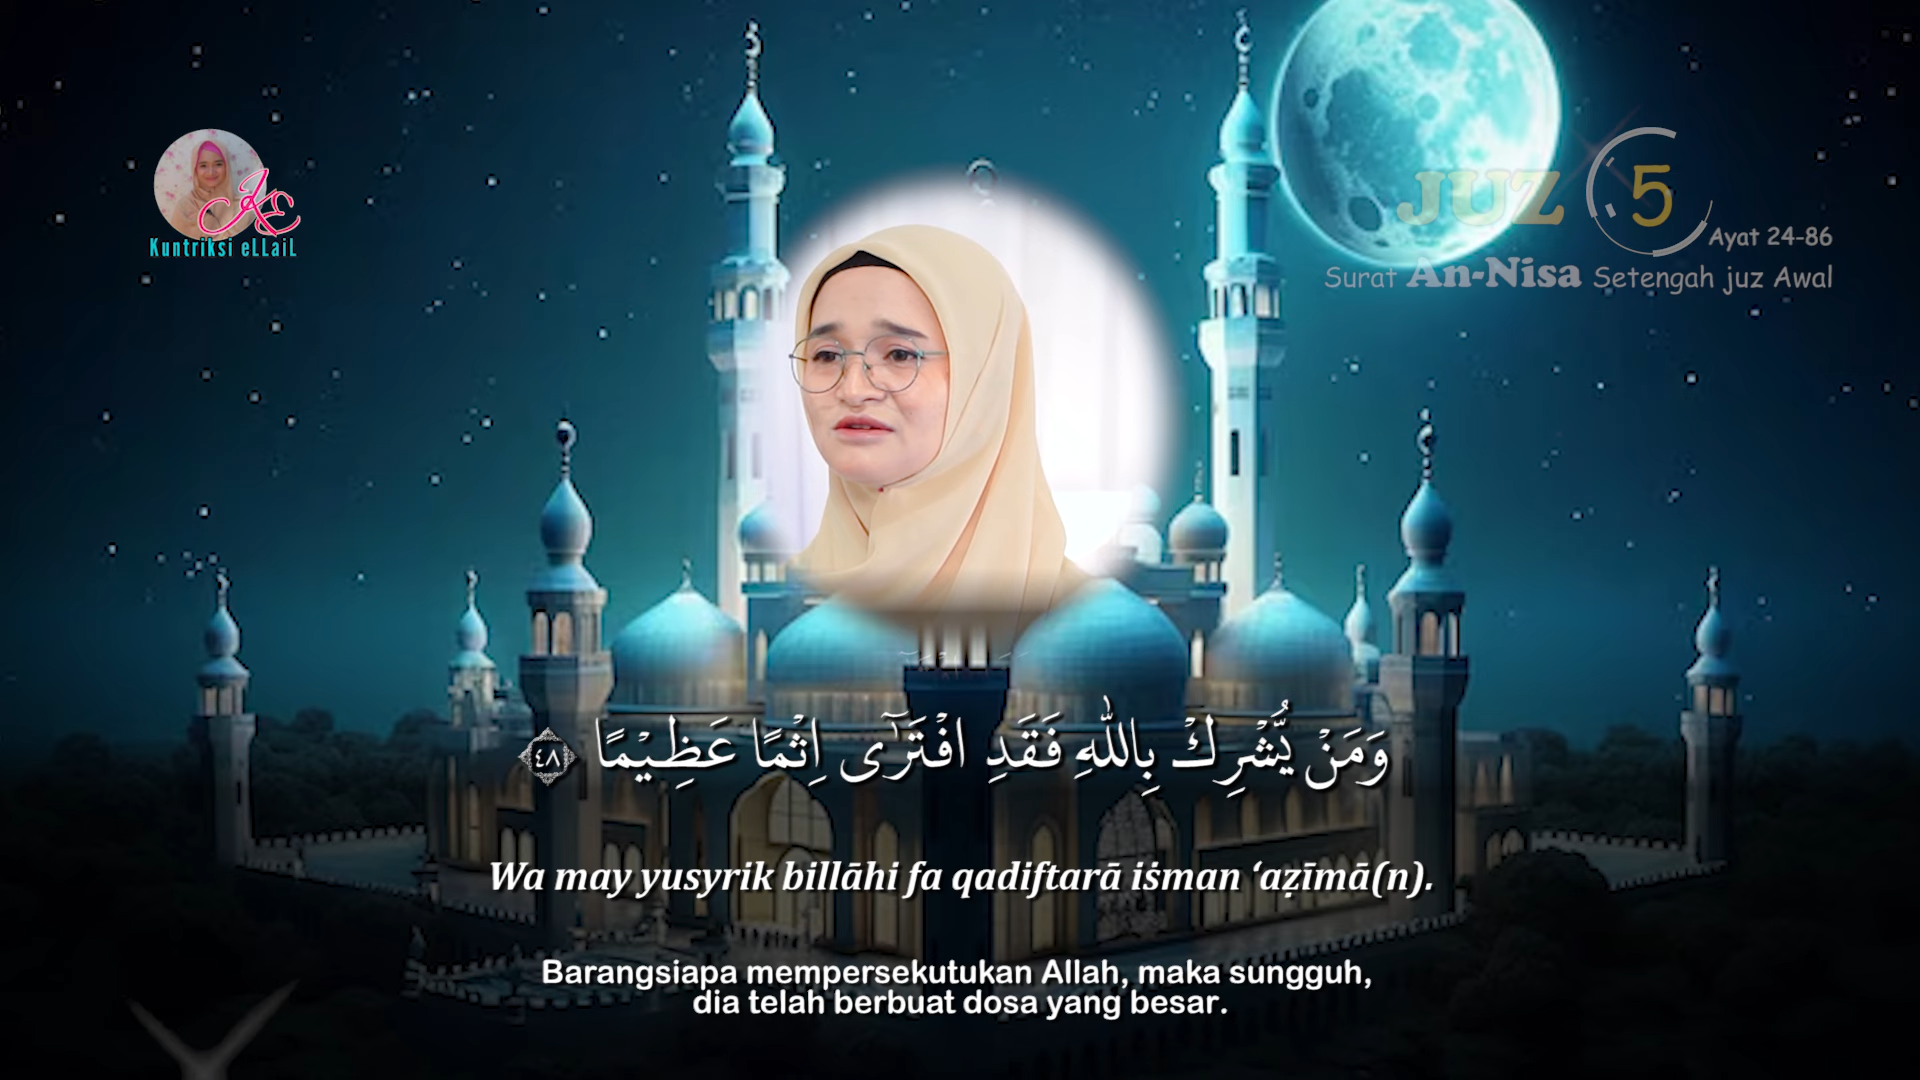 Kuntriksi eLLaiL
JUZ 5
Ayat 24-86
Surat An-Nisa Setengah juz Awal
وَمَنْ يُّشْرِكْ بِاللّٰهِ فَقَدِ افْتَرٰٓى اِثْمًا عَظِيْمًا ٤٨
Wa may yusyrik billāhi fa qadiftarā iṡman ‘aẓīmā(n).
Barangsiapa mempersekutukan Allah, maka sungguh,
dia telah berbuat dosa yang besar.